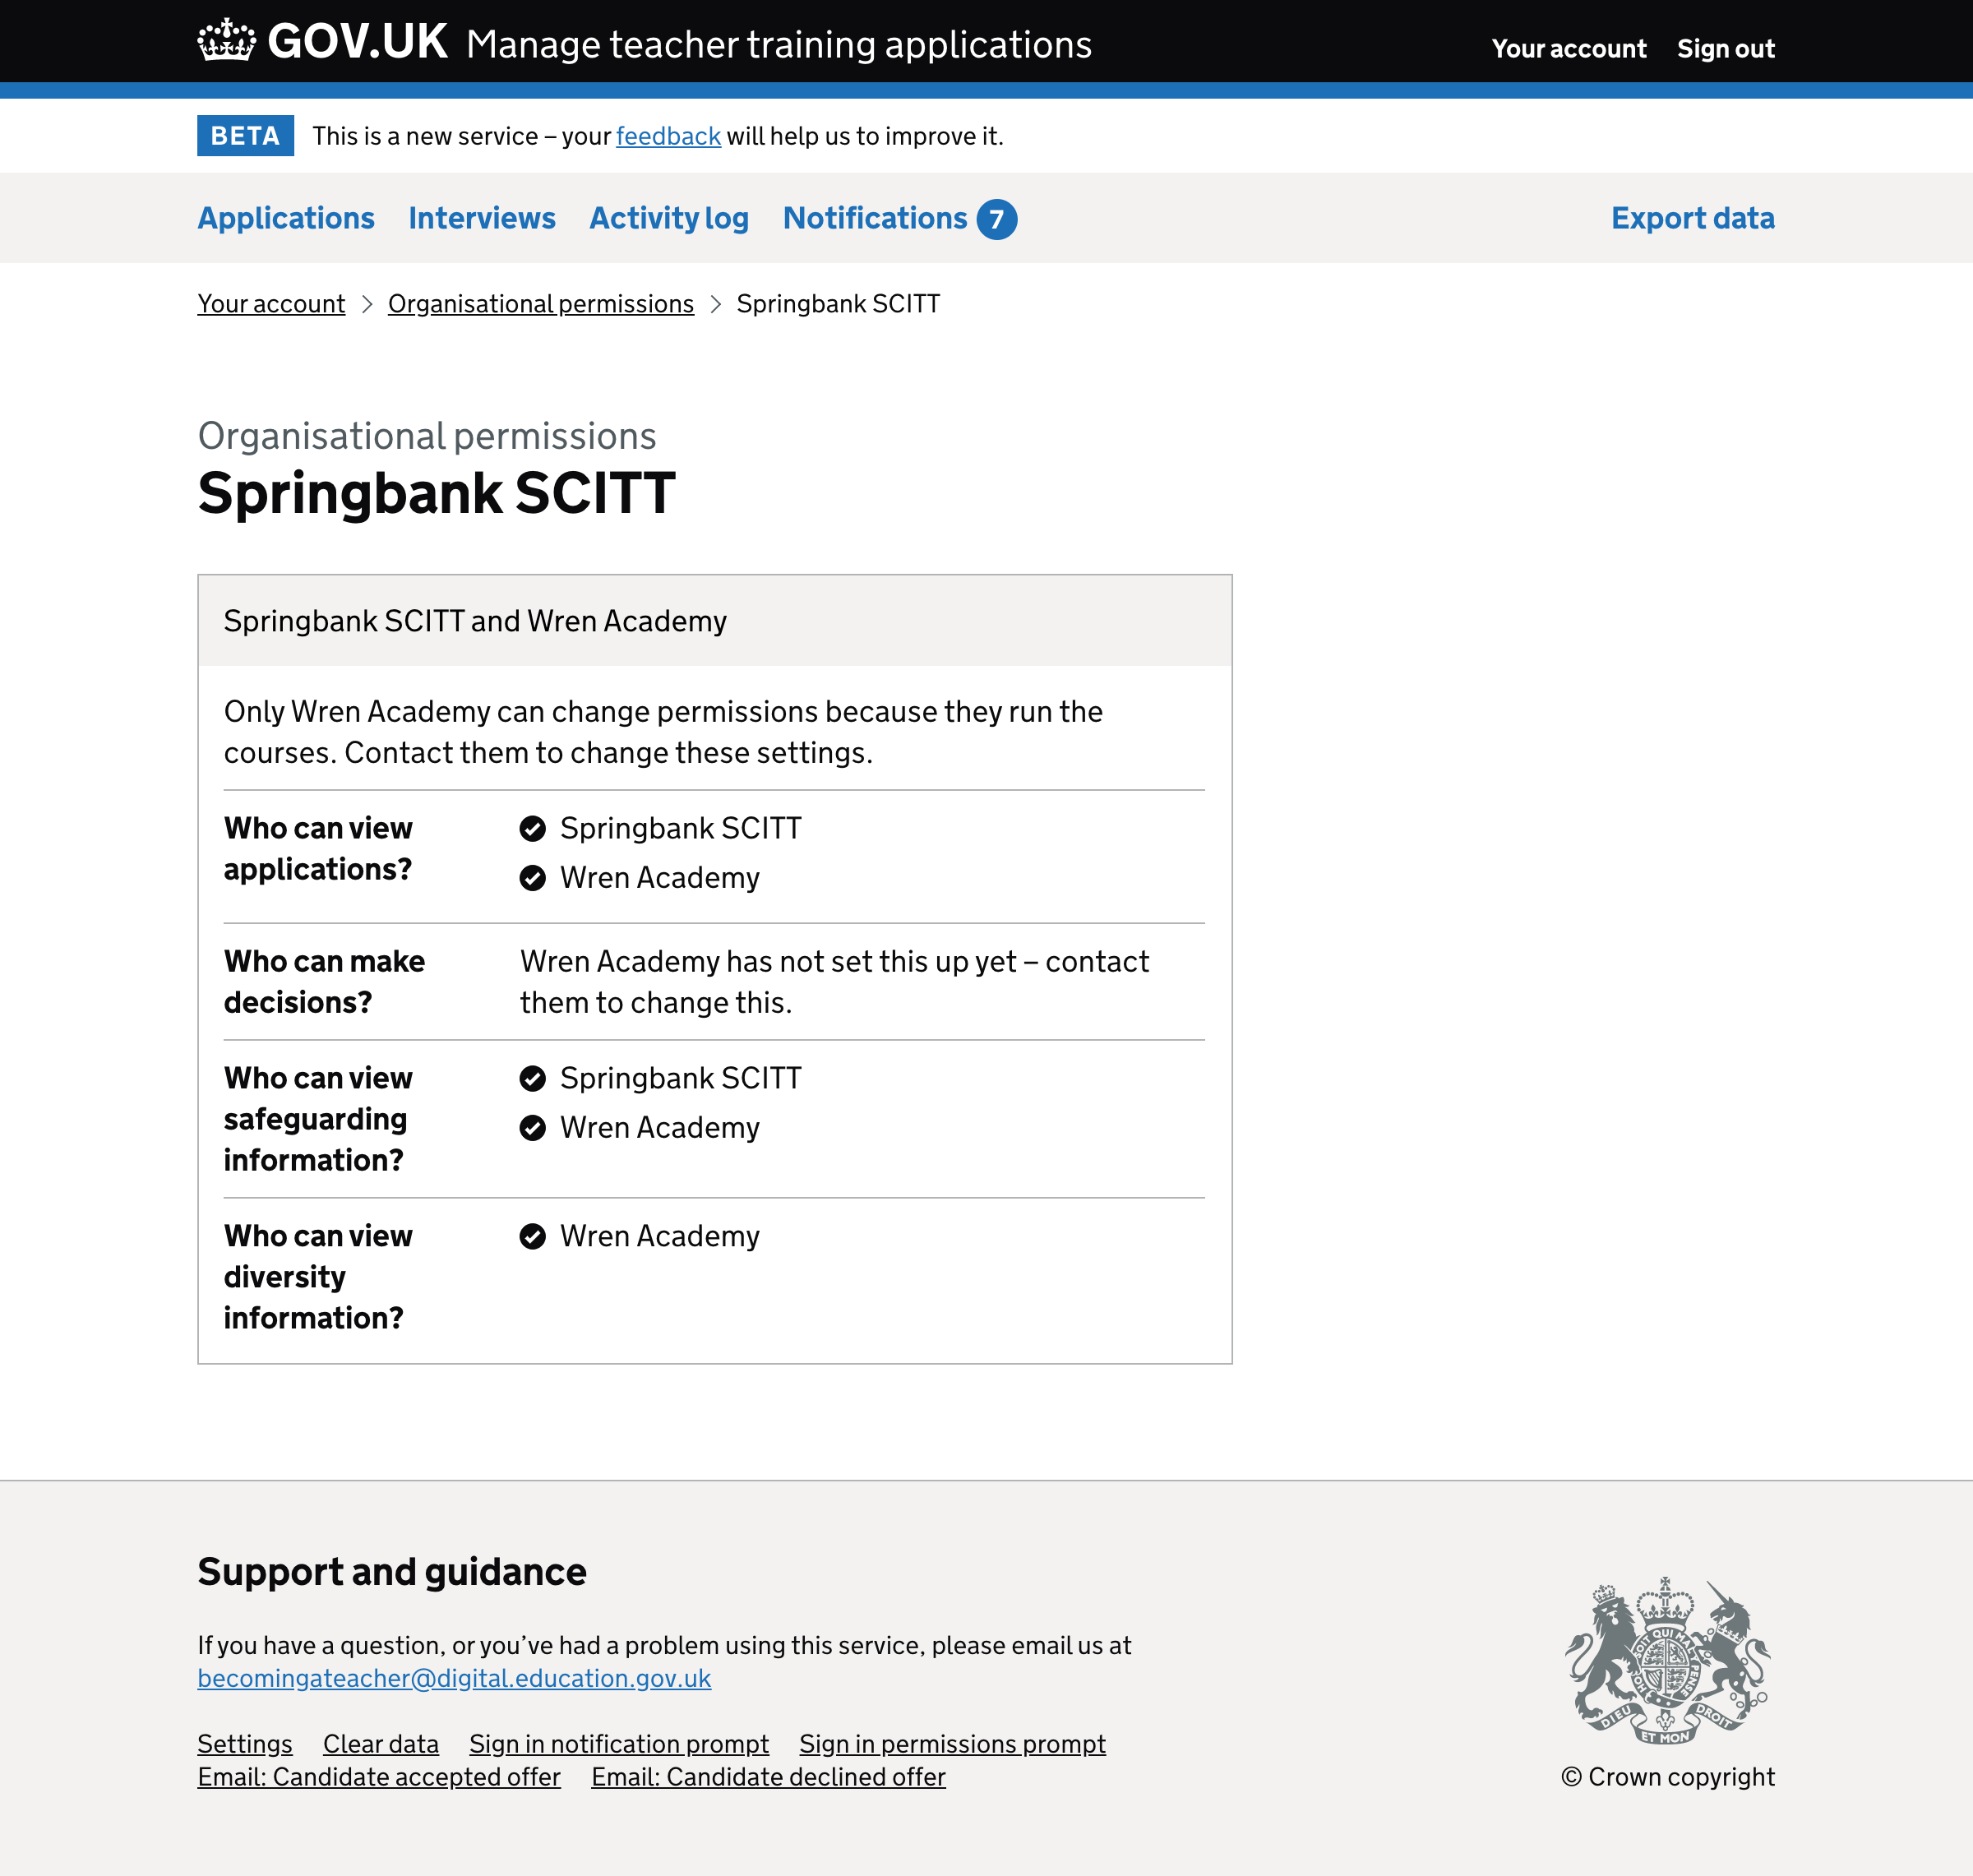 GOV.UK Manage teacher training applications
Your account Sign out
BETA This is a new service – your feedback will help us to improve it.
Applications Interviews Activity log Notifications 7 Export data
Your account > Organisational permissions > Springbank SCITT
Organisational permissions
Springbank SCITT
Springbank SCITT and Wren Academy
Only Wren Academy can change permissions because they run the
courses. Contact them to change these settings.
Who can view
applications?
Springbank SCITT
Wren Academy
Who can make
decisions?
Wren Academy has not set this up yet – contact
them to change this.
Who can view
safeguarding
information?
Springbank SCITT
Wren Academy
Who can view
diversity
information?
Wren Academy
Support and guidance
If you have a question, or you’ve had a problem using this service, please email us at
becomingateacher@digital.education.gov.uk
Settings Clear data Sign in notification prompt Sign in permissions prompt
Email: Candidate accepted offer Email: Candidate declined offer
DIEU ET MON DROIT
© Crown copyright